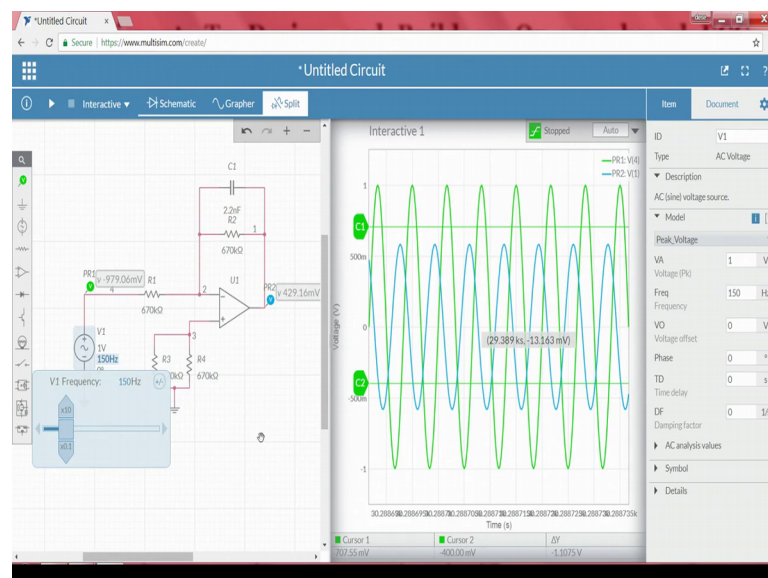 *Untitled Circuit
Secure | https://www.multisim.com/create/
*Untitled Circuit
Interactive
Schematic
Grapher
Split
Item
Document
Interactive 1
Stopped
Auto
PR1: V(4)
PR2: V(1)
ID
V1
Type
AC Voltage
Description
AC (sine) voltage source.
Model
Peak_Voltage
VA
1
V
Voltage (Pk)
Freq
150
Hz
Frequency
VO
0
V
Voltage offset
Phase
0
°
TD
0
s
Time delay
DF
0
1/
Damping factor
AC analysis values
Symbol
Details
C1
2.2nF
R2
1
670kΩ
PR1
v -979.06mV
4
R1
2
U1
PR2
v 429.16mV
670kΩ
3
V1
1V
150Hz
0°
R3
R4
670kΩ
V1 Frequency:
150Hz
x10
x0.1
Voltage (V)
1
C1
500m
0
(29.389 ks, -13.163 mV)
C2
-500m
-1
Time (s)
Cursor 1
Cursor 2
ΔY
707.55 mV
-400.00 mV
-1.1075 V